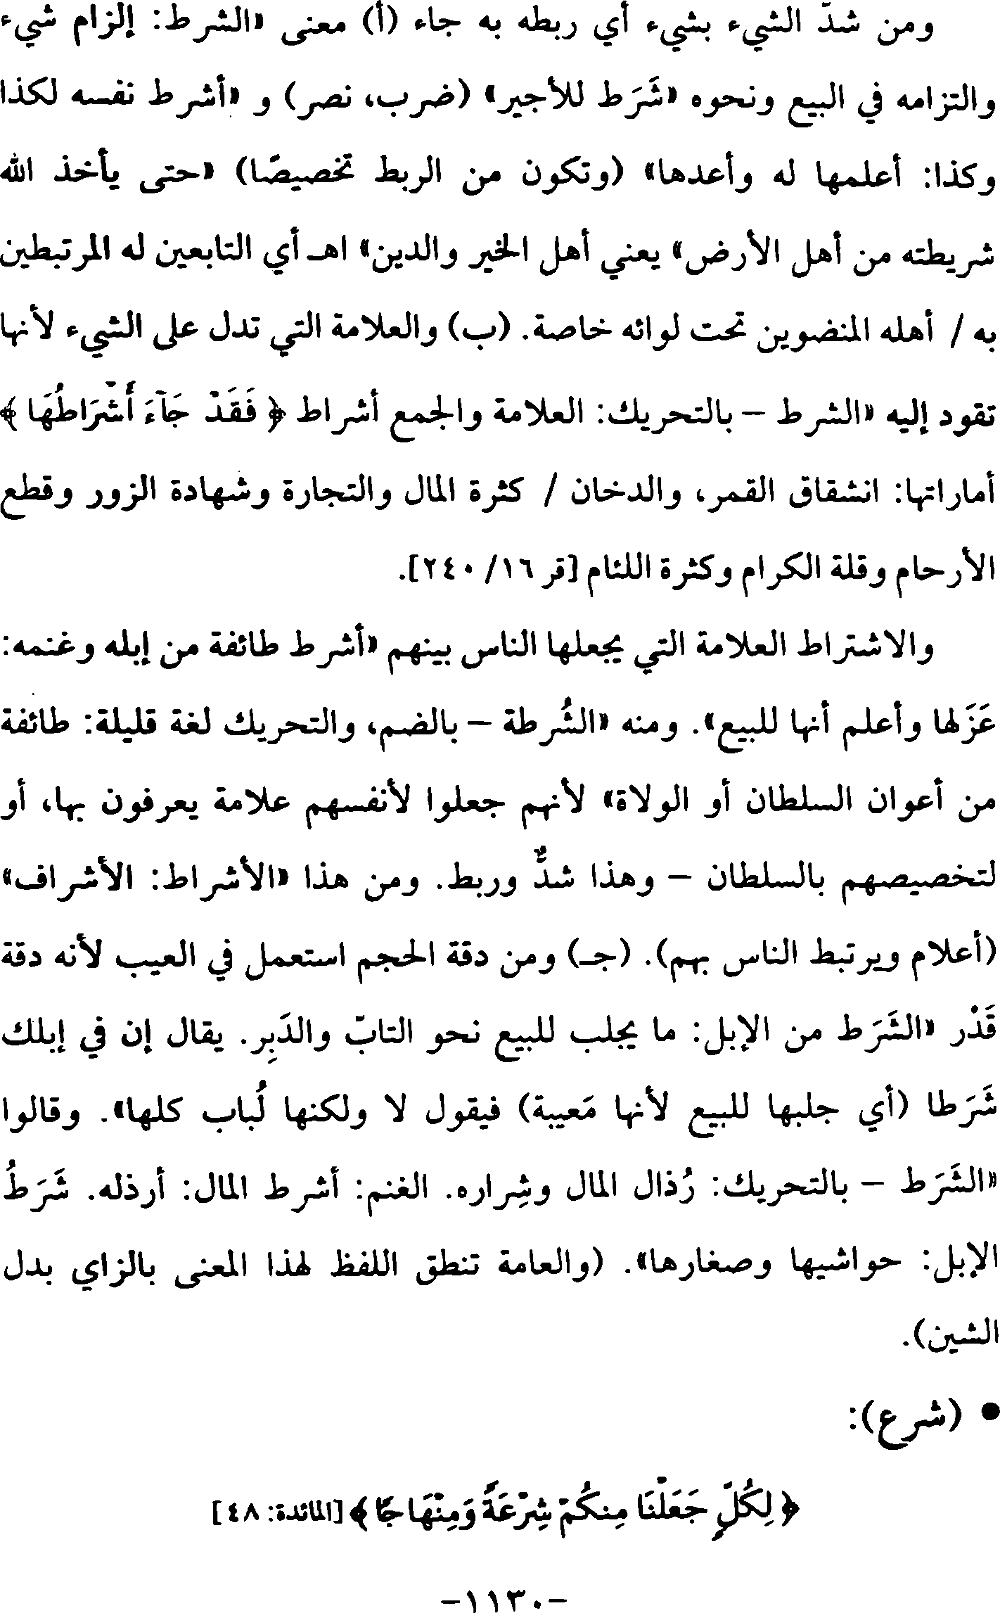 ومن شدّ الشيء بشيء أي ربطه به جاء (أ) معنى «الشرط: إلزام شيء
والتزامه في البيع ونحوه «شَرَط للأجير» (ضرب، نصر) و «أشرط نفسه لكذا
وكذا: أعلمها له وأعدها» (وتكون من الربط تخصيصًا) «حتى يأخذ الله
شريطته من أهل الأرض» يعني أهل الخير والدين» اهـ أي التابعين له المرتبطين
به / أهله المنضوين تحت لوائه خاصة. (ب) والعلامة التي تدل على الشيء لأنها
تقود إليه «الشرط – بالتحريك: العلامة والجمع أشراط ﴿ فَقَدْ جَآءَ أَشْرَاطُهَا ﴾
أماراتها: انشقاق القمر، والدخان / كثرة المال والتجارة وشهادة الزور وقطع
الأرحام وقلة الكرام وكثرة اللئام [قر ١٦/ ٢٤٠].
والاشتراط العلامة التي يجعلها الناس بينهم «أشرط طائفة من إبله وغنمه:
عَزَلها وأعلم أنها للبيع». ومنه «الشُرطة – بالضم، والتحريك لغة قليلة: طائفة
من أعوان السلطان أو الولاة» لأنهم جعلوا لأنفسهم علامة يعرفون بها، أو
لتخصيصهم بالسلطان – وهذا شدٌّ وربط. ومن هذا «الأشراط: الأشراف»
(أعلام ويرتبط الناس بهم). (جـ) ومن دقة الحجم استعمل في العيب لأنه دقة
قَدْر «الشَرَط من الإبل: ما يجلب للبيع نحو التابّ والدَبِر. يقال إن في إبلك
شَرَطا (أي جلبها للبيع لأنها مَعيبة) فيقول لا ولكنها لُباب كلها». وقالوا
«الشَرَط – بالتحريك: رُذال المال وشِراره. الغنم: أشرط المال: أرذله. شَرَطُ
الإبل: حواشيها وصغارها». (والعامة تنطق اللفظ لهذا المعنى بالزاي بدل
الشين).
• (شرع):
﴿ لِكُلٍّ جَعَلْنَا مِنكُمْ شِرْعَةً وَمِنْهَاجًا ﴾ [المائدة: ٤٨]
-١١٣٠-